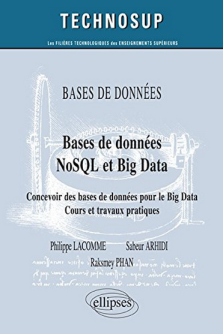 TECHNOSUP
Les FILIÈRES TECHNOLOGIQUES des ENSEIGNEMENTS SUPÉRIEURS
BASES DE DONNÉES
Bases de données
NoSQL et Big Data
Concevoir des bases de données pour le Big Data
Cours et travaux pratiques
Philippe LACOMME Sabeur ARHIDI
Raksmey PHAN
ellipses